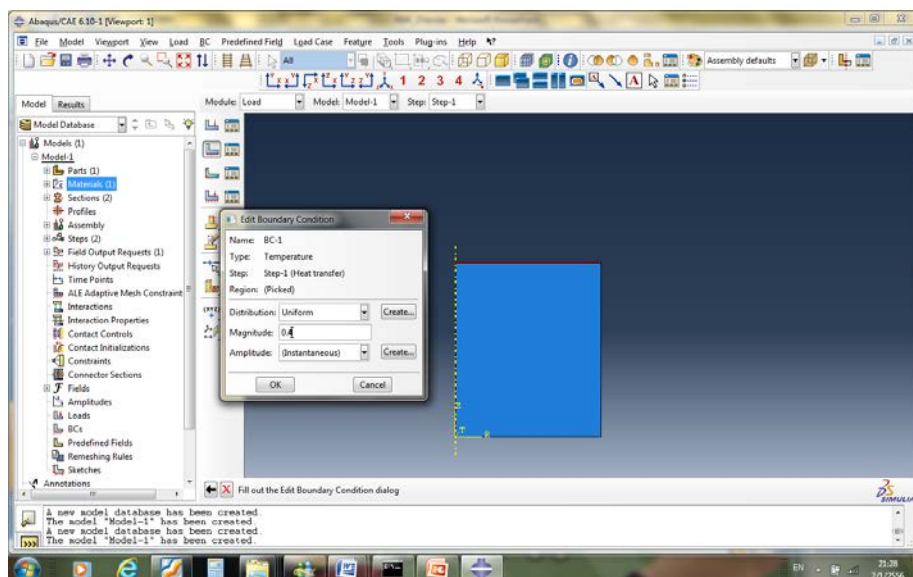 Abaqus/CAE 6.10-1 [Viewport: 1]
File Model Viewport View Load BC Predefined Field Load Case Feature Tools Plug-ins Help
All
Assembly defaults
1 2 3 4
Model Results
Module: Load Model: Model-1 Step: Step-1
Model Database
Models (1)
Model-1
Parts (1)
Materials (1)
Sections (2)
Profiles
Assembly
Steps (2)
Field Output Requests (1)
History Output Requests
Time Points
ALE Adaptive Mesh Constraint
Interactions
Interaction Properties
Contact Controls
Contact Initializations
Constraints
Connector Sections
Fields
Amplitudes
Loads
BCs
Predefined Fields
Remeshing Rules
Sketches
Annotations
Edit Boundary Condition
Name: BC-1
Type: Temperature
Step: Step-1 (Heat transfer)
Region: (Picked)
Distribution: Uniform Create...
Magnitude:
Amplitude: (Instantaneous) Create...
OK Cancel
Z
T R
Fill out the Edit Boundary Condition dialog
SIMULIA
A new model database has been created.
The model "Model-1" has been created.
A new model database has been created.
The model "Model-1" has been created.
EN
21:28
2/1/2556